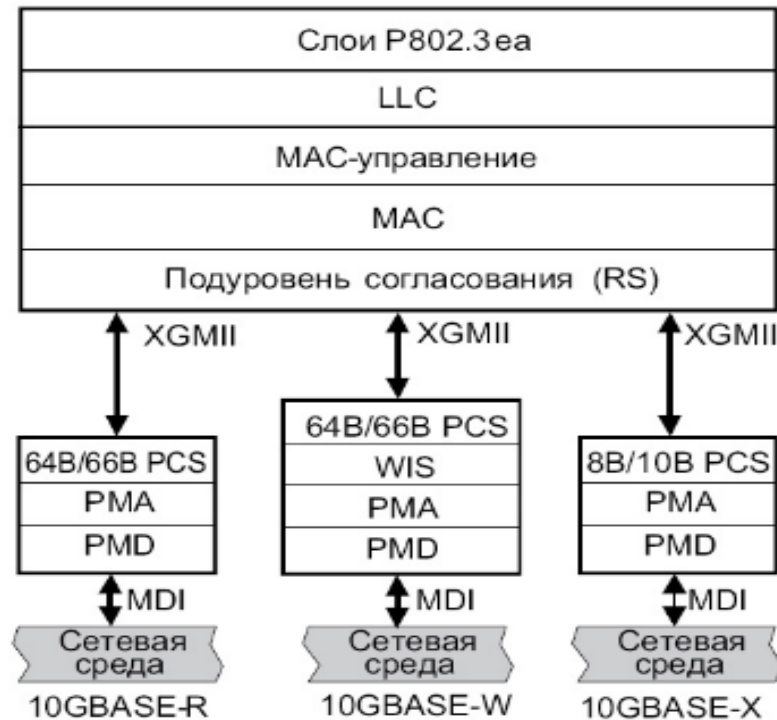 Слои P802.3ea
LLC
МАС-управление
МАС
Подуровень согласования (RS)
XGMII
XGMII
XGMII
64B/66B PCS
PMA
PMD
64B/66B PCS
WIS
PMA
PMD
8B/10B PCS
PMA
PMD
MDI
MDI
MDI
Сетевая
среда
Сетевая
среда
Сетевая
среда
10GBASE-R
10GBASE-W
10GBASE-X